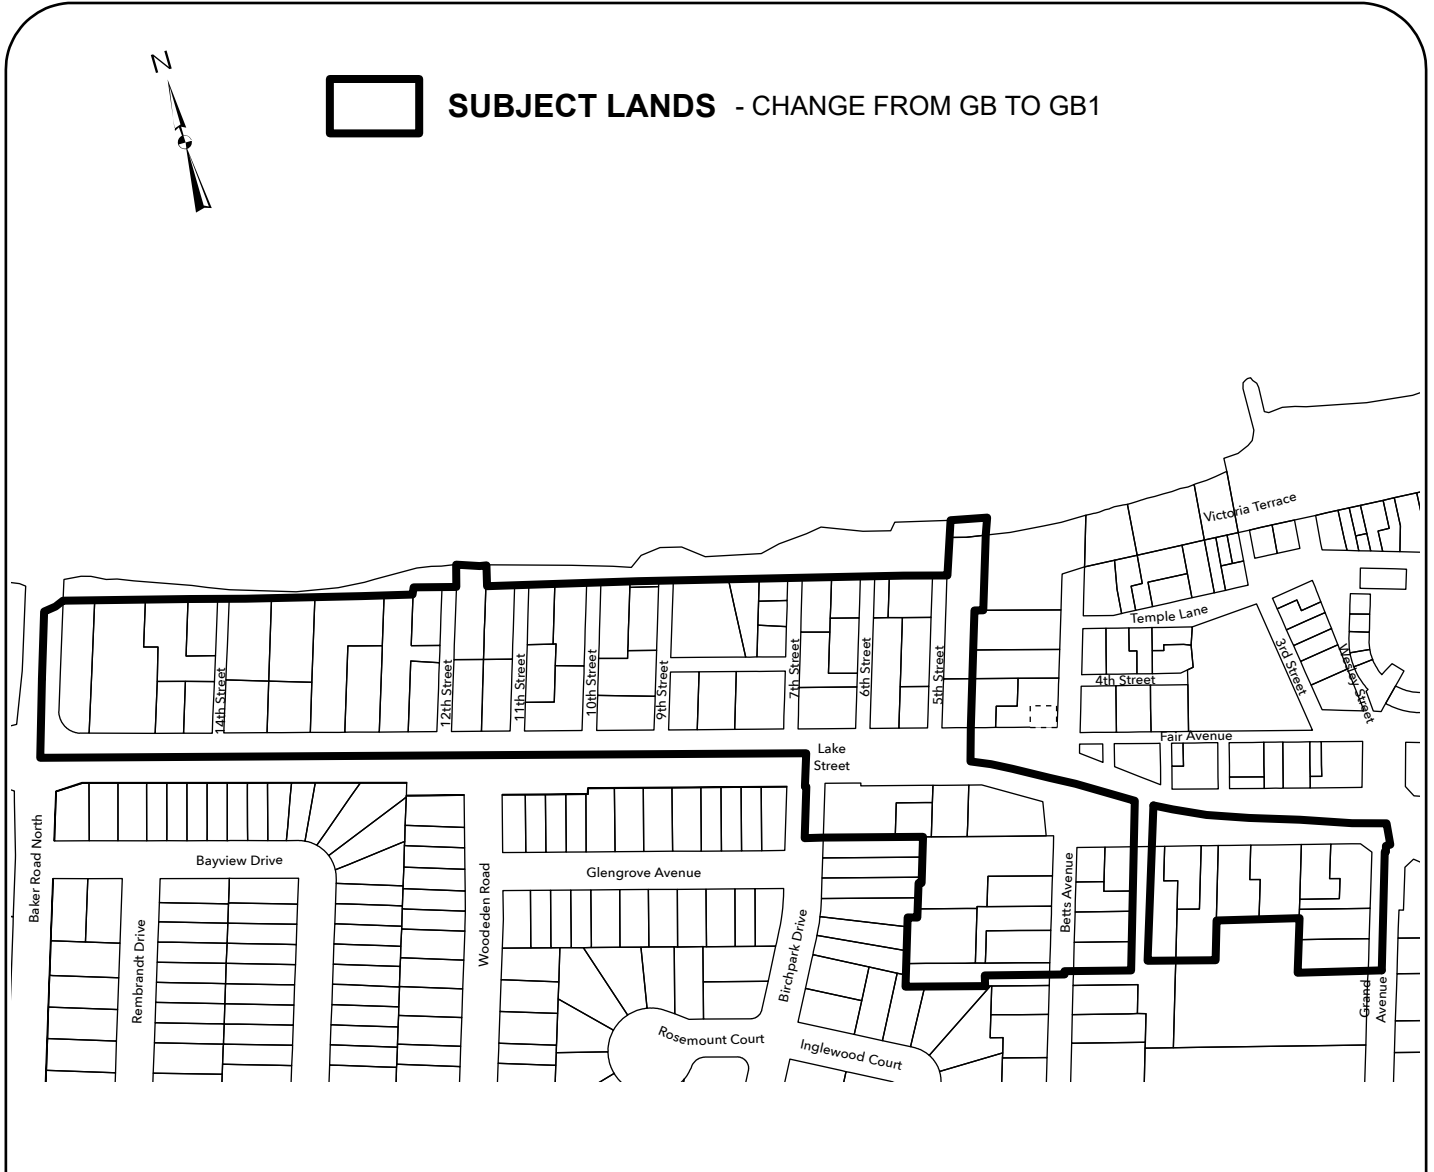 N
SUBJECT LANDS - CHANGE FROM GB TO GB1
Victoria Terrace
Temple Lane
3rd Street
Wesley Street
4th Street
Fair Avenue
14th Street
12th Street
11th Street
10th Street
9th Street
7th Street
6th Street
5th Street
Lake
Street
Baker Road North
Bayview Drive
Rembrandt Drive
Woodeden Road
Glengrove Avenue
Birchpark Drive
Betts Avenue
Grand
Avenue
Rosemount Court
Inglewood Court